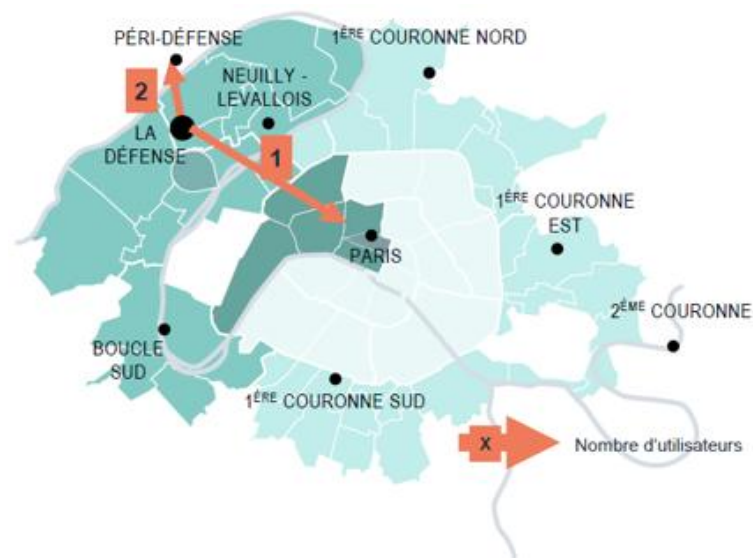 PÉRI-DÉFENSE
1ÈRE COURONNE NORD
2
NEUILLY -
LEVALLOIS
LA
DÉFENSE
1
1ÈRE COURONNE
EST
PARIS
2ÈME COURONNE
BOUCLE
SUD
1ÈRE COURONNE SUD
X
Nombre d'utilisateurs